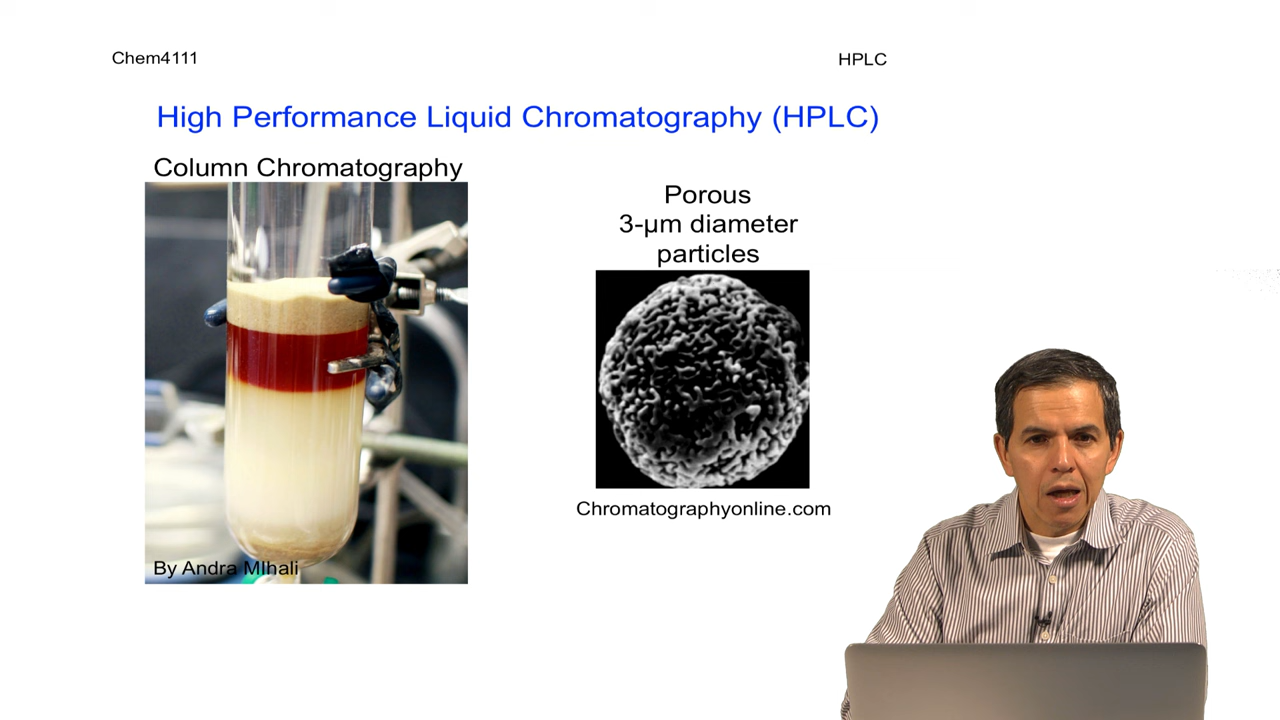 Chem4111
HPLC
High Performance Liquid Chromatography (HPLC)
Column Chromatography
Porous
3-µm diameter
particles
Chromatographyonline.com
By Andra MIhali